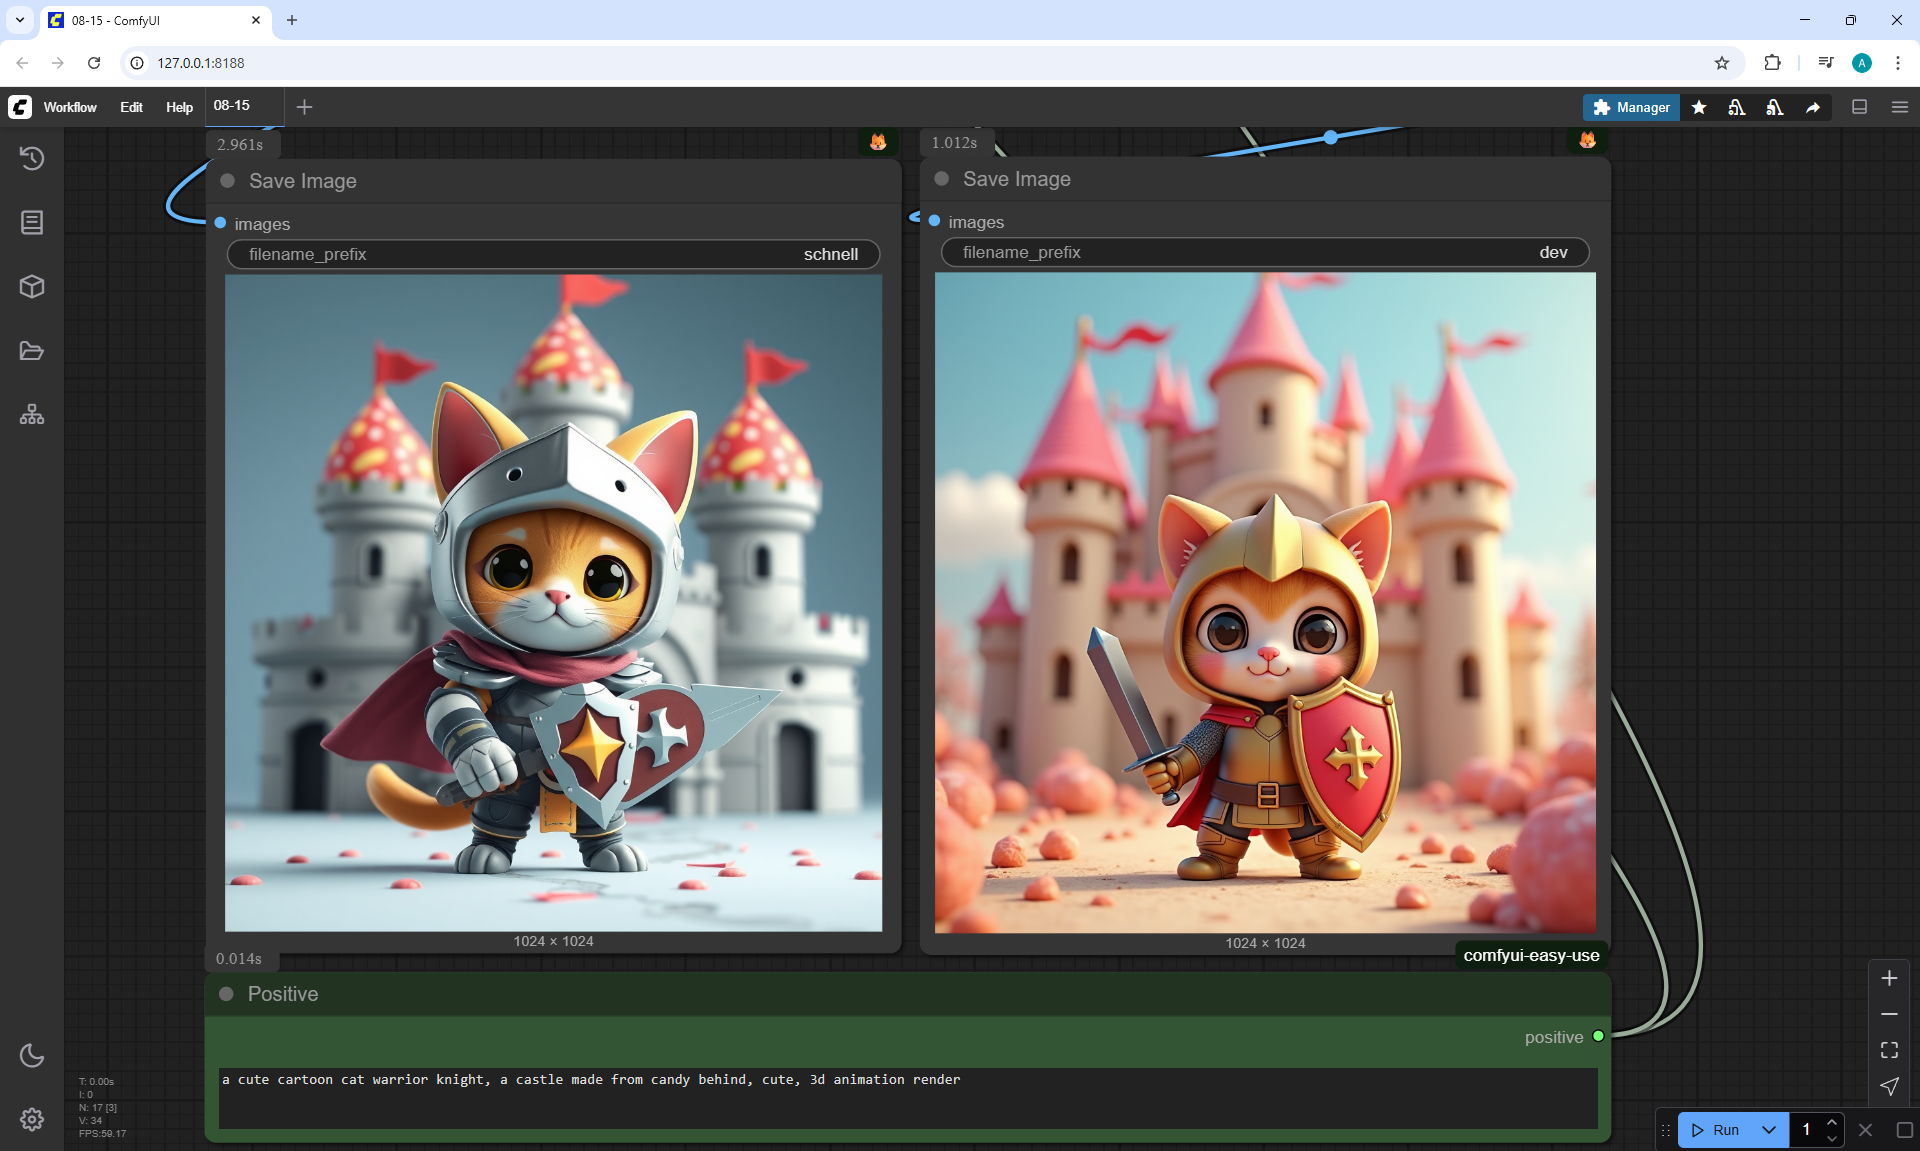 08-15 - ComfyUI
127.0.0.1:8188
Workflow Edit Help 08-15 Manager
2.961s 1.012s
Save Image Save Image
images images
filename_prefix schnell filename_prefix dev
1024 × 1024 1024 × 1024
0.014s comfyui-easy-use
Positive
positive
a cute cartoon cat warrior knight, a castle made from candy behind, cute, 3d animation render
T: 0.00s
I: 0
N: 17 [3]
V: 34
FPS:59.17
Run 1
A